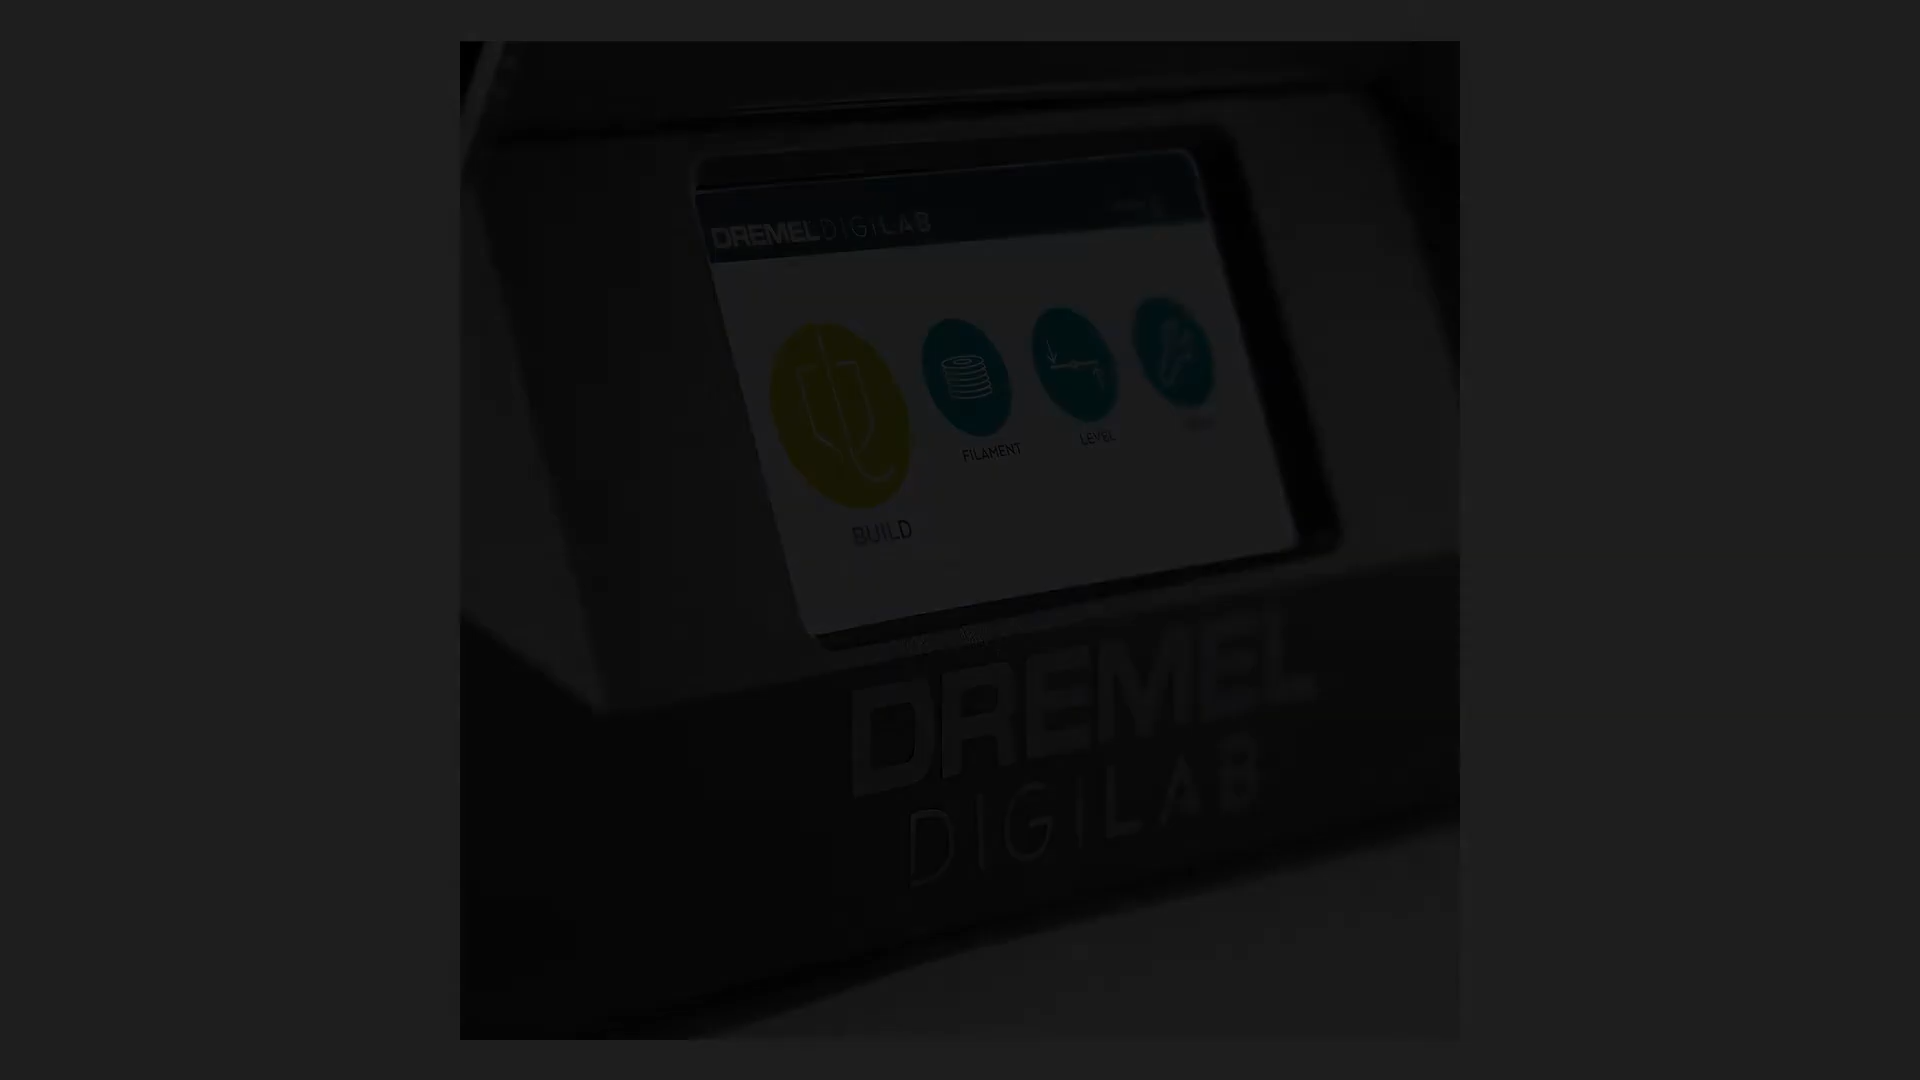 DREMEL DIGILAB
FILAMENT
LEVEL
BUILD
DREMEL
DIGILAB